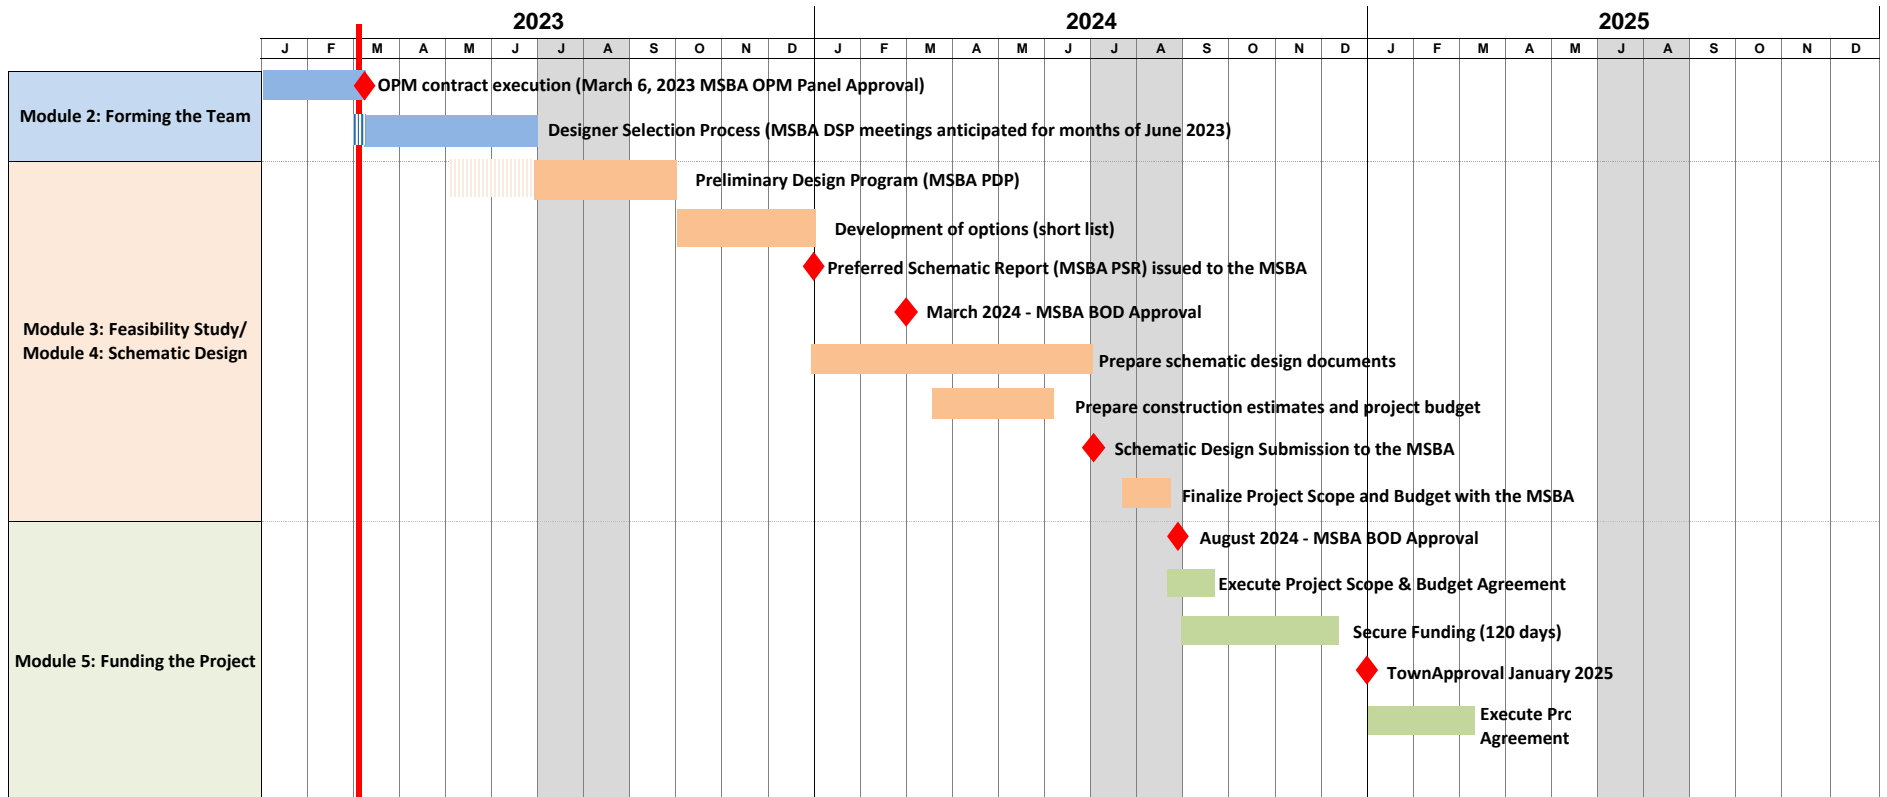 2023 2024 2025
J F M A M J J A S O N D J F M A M J J A S O N D J F M A M J J A S O N D
OPM contract execution (March 6, 2023 MSBA OPM Panel Approval)
Module 2: Forming the Team
Designer Selection Process (MSBA DSP meetings anticipated for months of June 2023)
Preliminary Design Program (MSBA PDP)
Development of options (short list)
Preferred Schematic Report (MSBA PSR) issued to the MSBA
March 2024 - MSBA BOD Approval
Module 3: Feasibility Study/
Module 4: Schematic Design
Prepare schematic design documents
Prepare construction estimates and project budget
Schematic Design Submission to the MSBA
Finalize Project Scope and Budget with the MSBA
August 2024 - MSBA BOD Approval
Execute Project Scope & Budget Agreement
Secure Funding (120 days)
Module 5: Funding the Project
TownApproval January 2025
Execute
Agreement